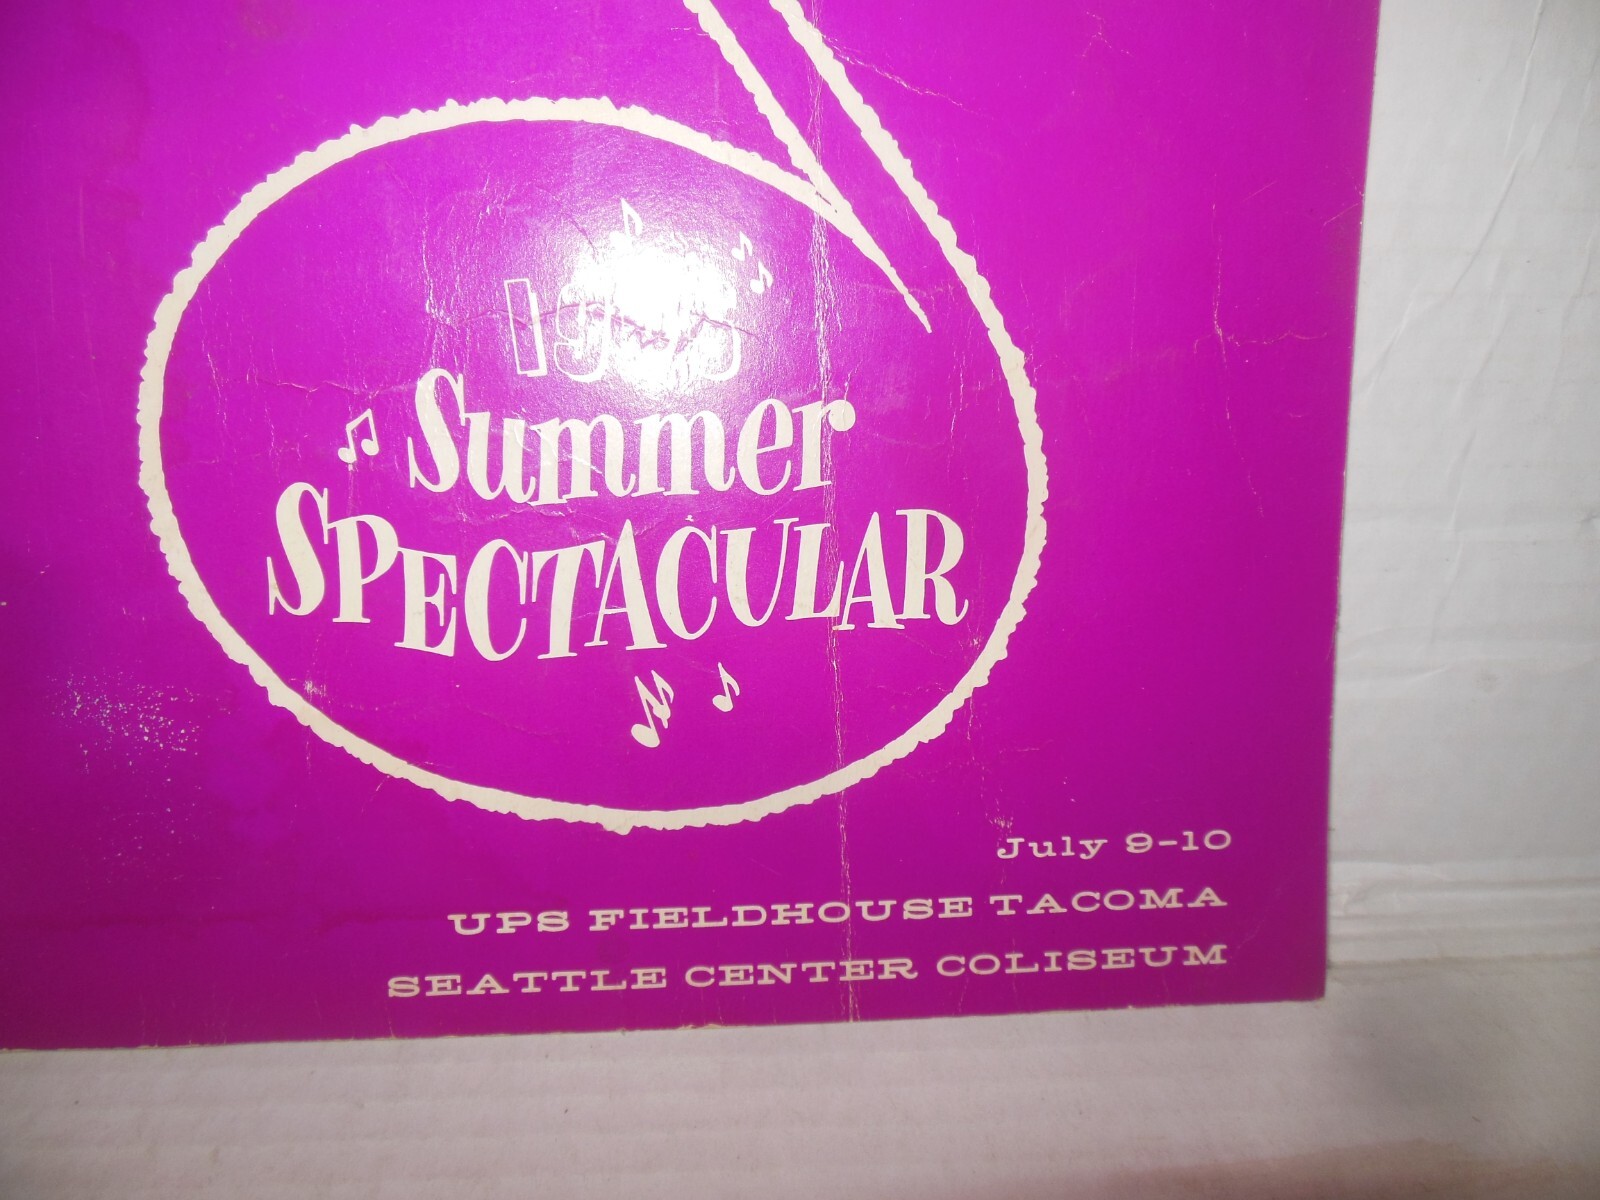 Summer
SPECTACULAR
July 9-10
UPS FIELDHOUSE TACOMA
SEATTLE CENTER COLISEUM